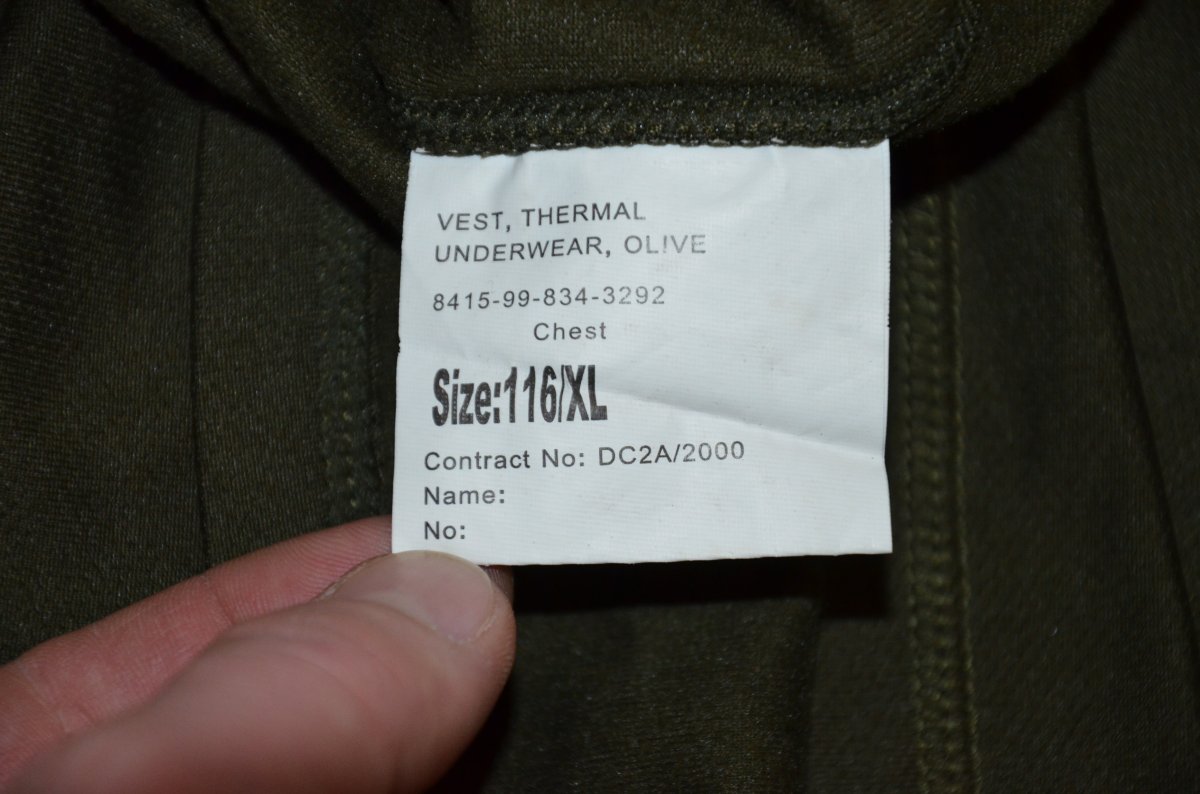 VEST, THERMAL
UNDERWEAR, OLIVE
8415-99-834-3292
Chest
Size:116/XL
Contract No: DC2A/2000
Name:
No: